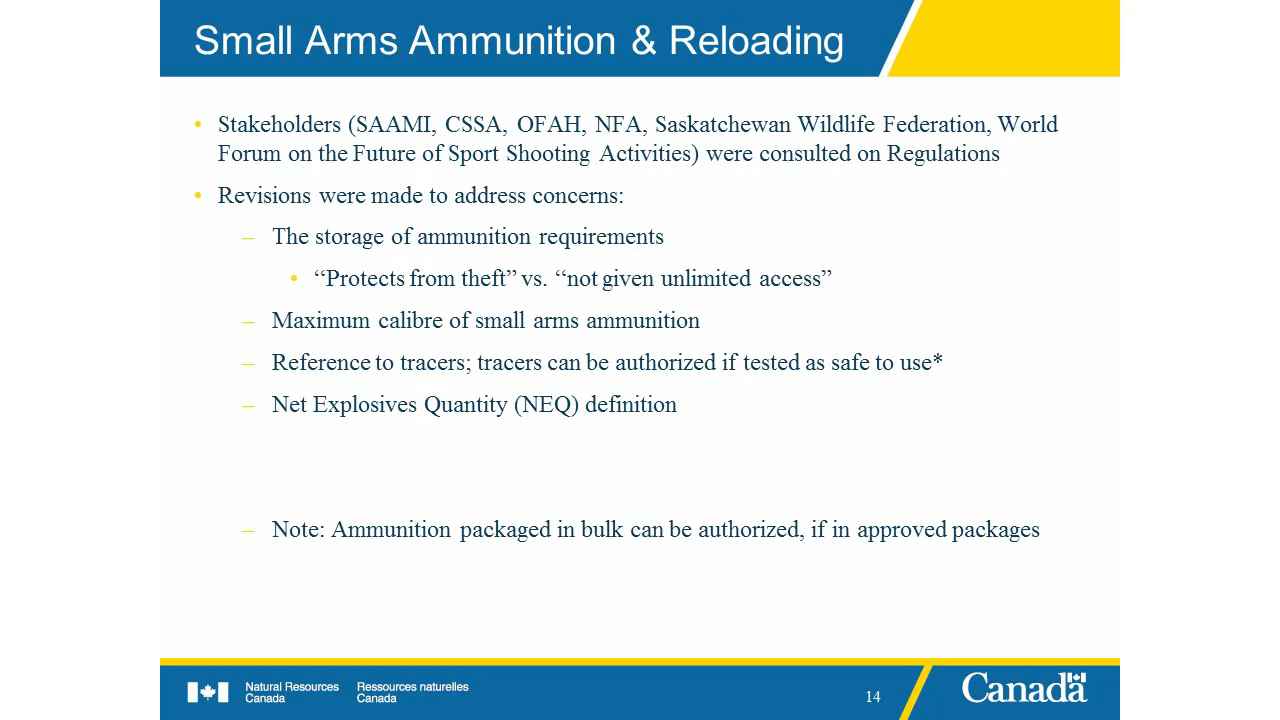 Small Arms Ammunition & Reloading
• Stakeholders (SAAMI, CSSA, OFAH, NFA, Saskatchewan Wildlife Federation, World
Forum on the Future of Sport Shooting Activities) were consulted on Regulations
• Revisions were made to address concerns:
– The storage of ammunition requirements
• “Protects from theft” vs. “not given unlimited access”
– Maximum calibre of small arms ammunition
– Reference to tracers; tracers can be authorized if tested as safe to use*
– Net Explosives Quantity (NEQ) definition
– Note: Ammunition packaged in bulk can be authorized, if in approved packages
Natural Resources Ressources naturelles
Canada Canada
14
Canada